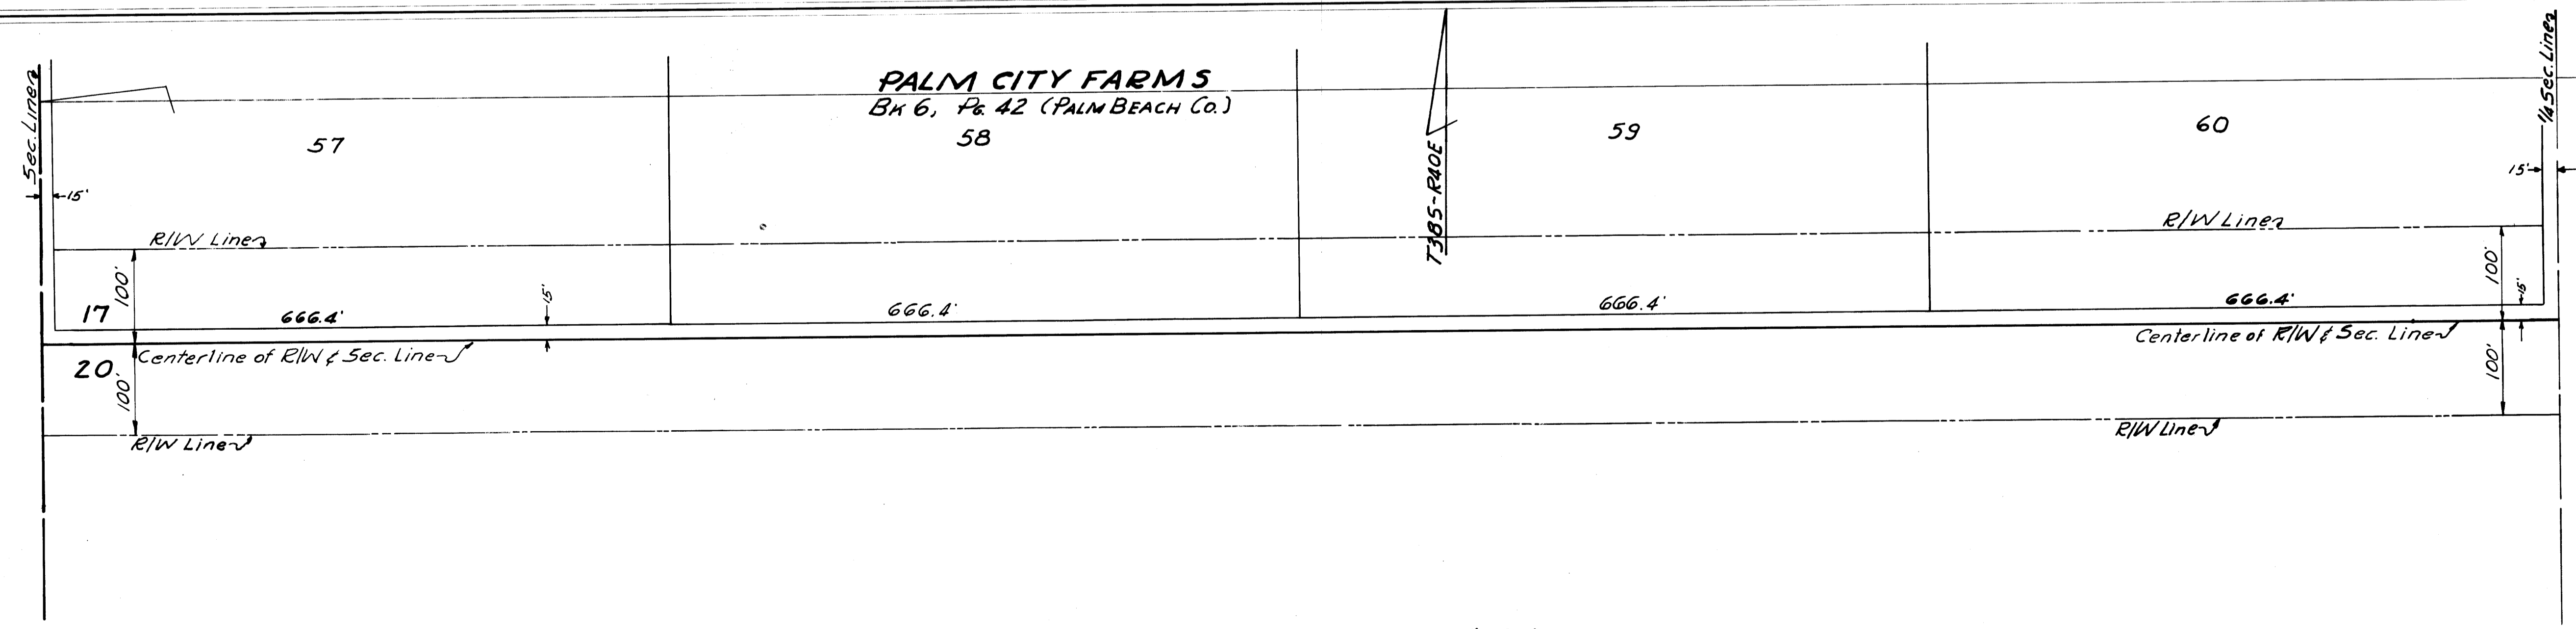 Sec. Line
PALM CITY FARMS
BK 6, PG. 42 (PALM BEACH CO.)
57
58
59
60
1/4 Sec. Line
T38S-R40E
15'
15'
R/W Line
R/W Line
100'
100'
15'
15'
17
666.4'
666.4'
666.4'
666.4'
Centerline of R/W & Sec. Line
Centerline of R/W & Sec. Line
20
100'
100'
R/W Line
R/W Line